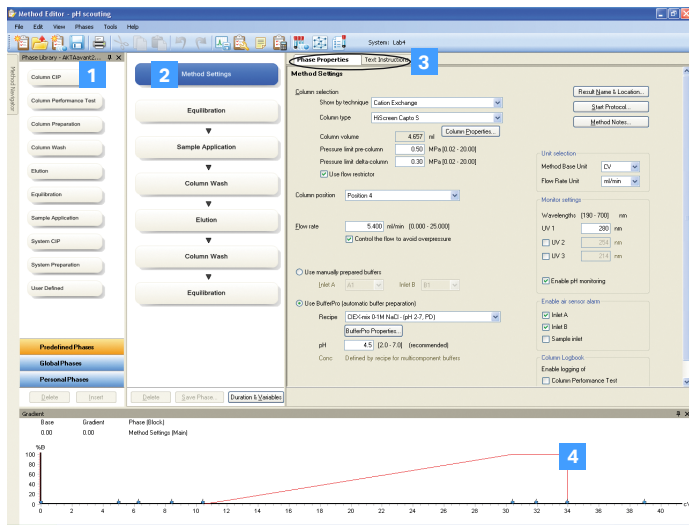 Method Editor - pH scouting
File Edit View Phases Tools Help
System: Lab4
Method Navigator
Phase Library - AKTAavant2...
1
Column CIP
Column Performance Test
Column Preparation
Column Wash
Elution
Equilibration
Sample Application
System CIP
System Preparation
User Defined
Predefined Phases
Global Phases
Personal Phases
Delete Insert
2
Method Settings
Equilibration
Sample Application
Column Wash
Elution
Column Wash
Equilibration
Delete Save Phase... Duration & Variables
Phase Properties Text Instructions
3
Method Settings
Column selection
Show by technique Cation Exchange
Column type HiScreen Capto S
Column volume 4.657 ml Column Properties...
Pressure limit pre-column 0.50 MPa [0.02 - 20.00]
Pressure limit delta-column 0.30 MPa [0.02 - 20.00]
Use flow restrictor
Column position Position 4
Flow rate 5.400 ml/min [0.000 - 25.000]
Control the flow to avoid overpressure
Use manually prepared buffers
Inlet A A1 Inlet B B1
Use BufferPro (automatic buffer preparation)
Recipe CIEX-mix 0-1M NaCl - (pH 2-7, PD)
BufferPro Properties...
pH 4.5 [2.0 - 7.0] (recommended)
Conc Defined by recipe for multicomponent buffers
Result Name & Location...
Start Protocol...
Method Notes...
Unit selection
Method Base Unit CV
Flow Rate Unit ml/min
Monitor settings
Wavelengths [190 - 700] nm
UV 1 280 nm
UV 2 254 nm
UV 3 214 nm
Enable pH monitoring
Enable air sensor alarm
Inlet A
Inlet B
Sample inlet
Column Logbook
Enable logging of
Column Performance Test
Gradient
Base Gradient Phase (Block)
0.00 0.00 Method Settings (Main)
%B
100
80
60
40
20
0
4
0 2 4 6 8 10 12 14 16 18 20 22 24 26 28 30 32 34 36 38 40